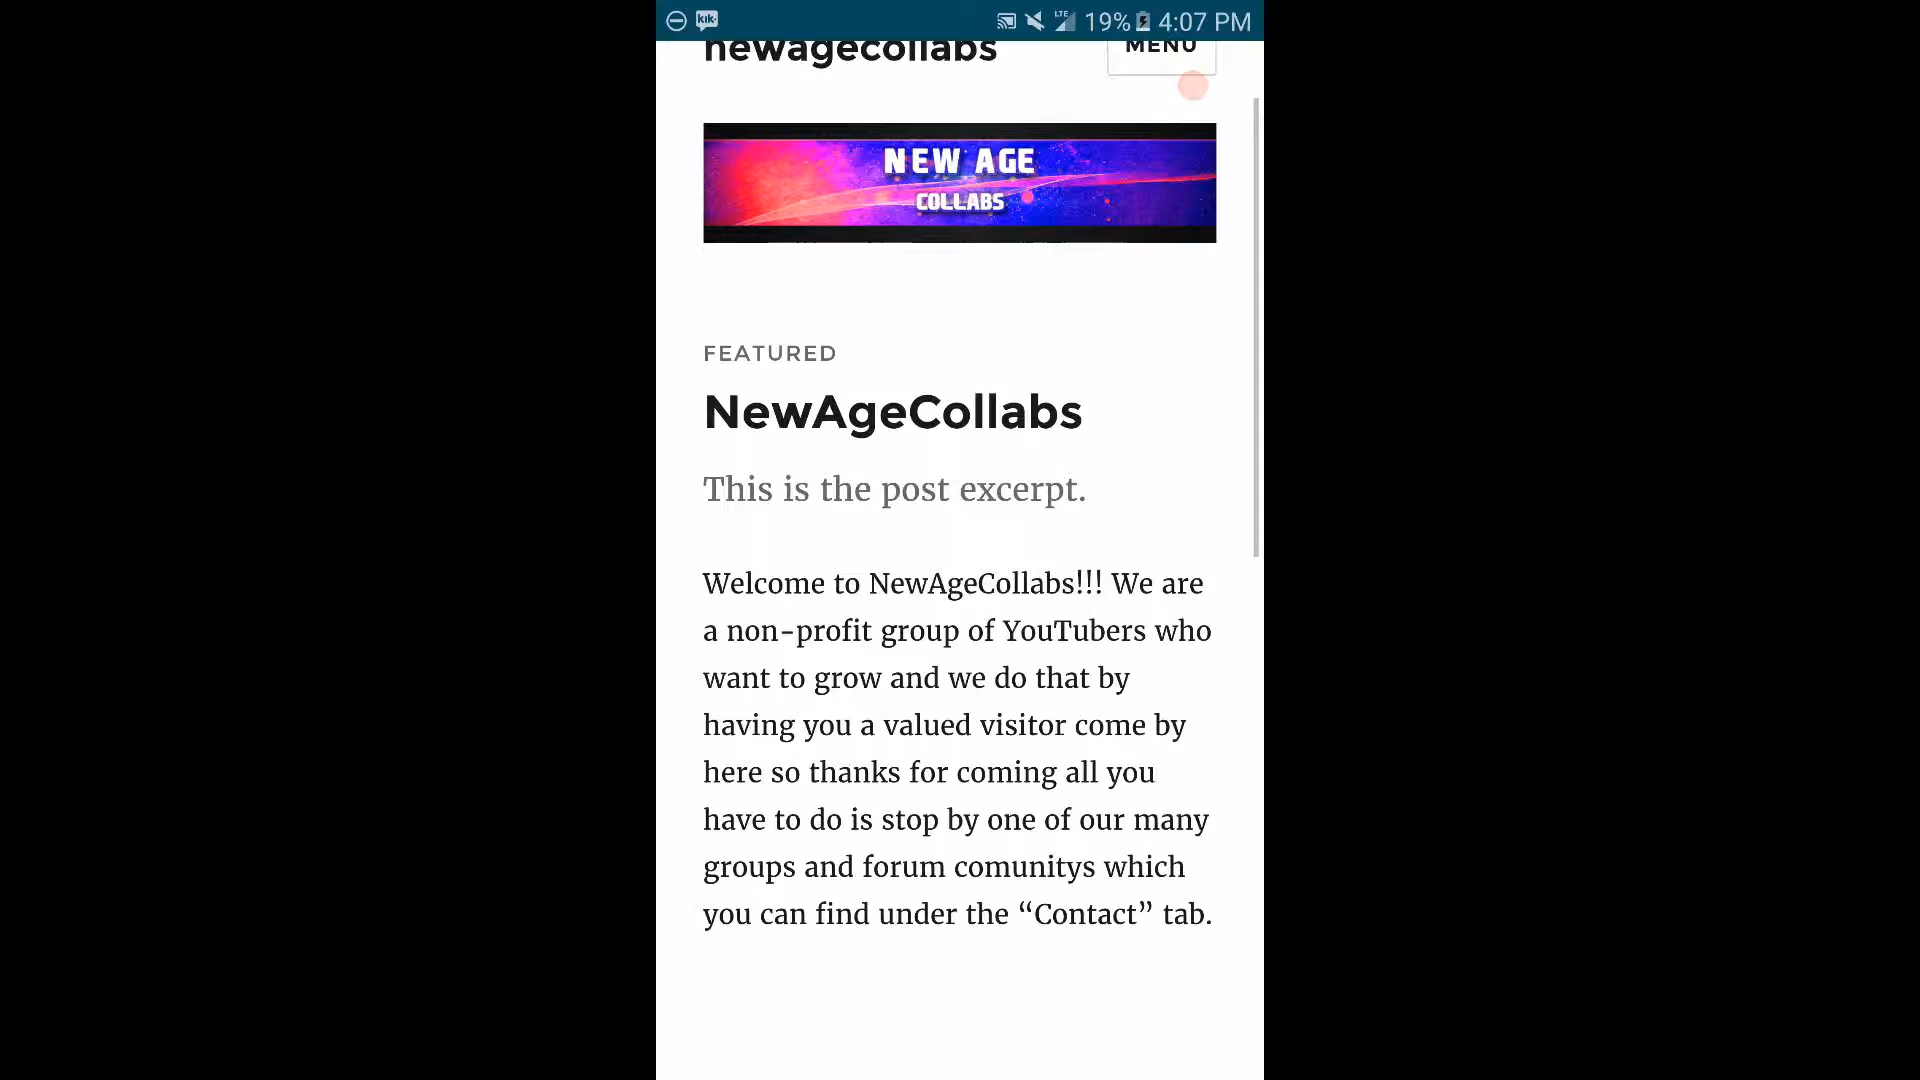 kik
LTE 19% 4:07 PM
newagecollabs
MENU
NEW AGE
COLLABS
FEATURED
NewAgeCollabs
This is the post excerpt.
Welcome to NewAgeCollabs!!! We are
a non-profit group of YouTubers who
want to grow and we do that by
having you a valued visitor come by
here so thanks for coming all you
have to do is stop by one of our many
groups and forum comunitys which
you can find under the “Contact” tab.